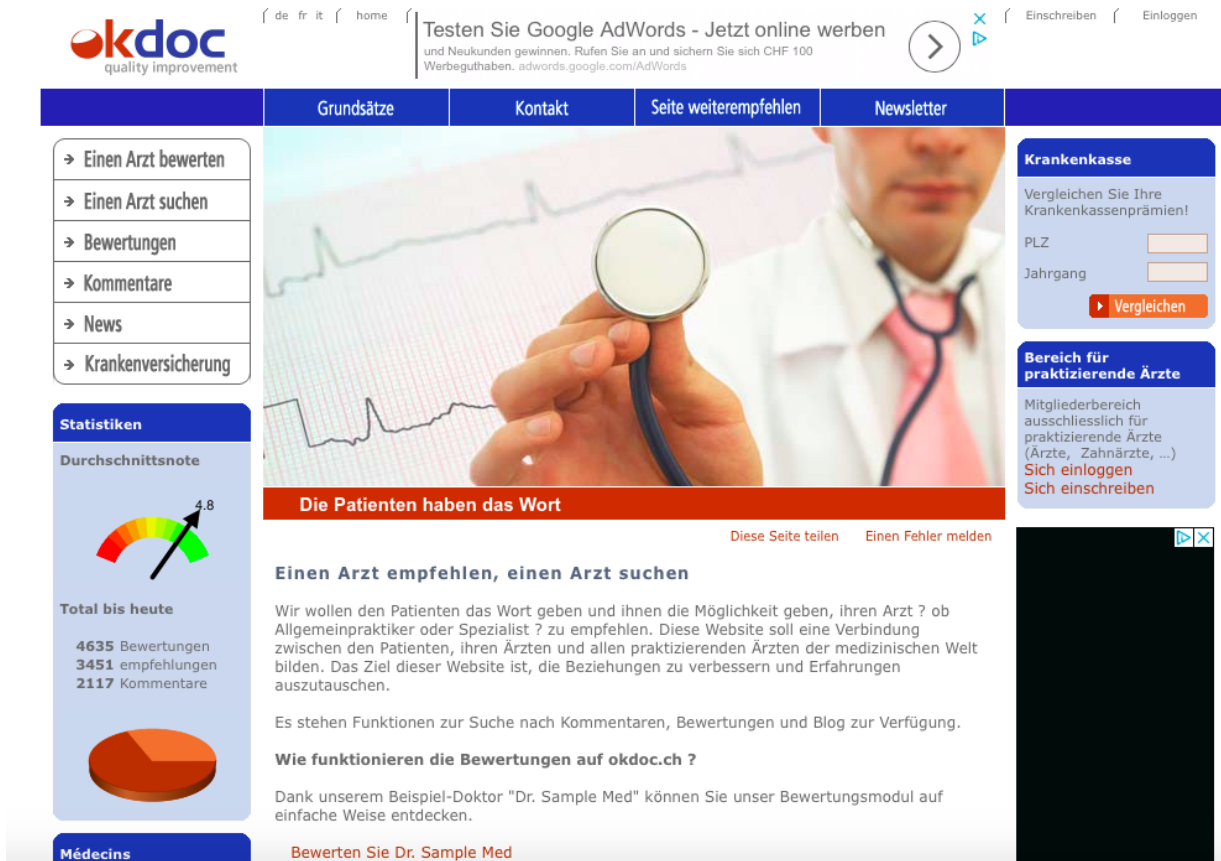 okdoc
quality improvement
de fr it
home
Testen Sie Google AdWords - Jetzt online werben
und Neukunden gewinnen. Rufen Sie an und sichern Sie sich CHF 100
Werbeguthaben. adwords.google.com/AdWords
Einschreiben
Einloggen
Grundsätze
Kontakt
Seite weiterempfehlen
Newsletter
Einen Arzt bewerten
Einen Arzt suchen
Bewertungen
Kommentare
News
Krankenversicherung
Statistiken
Durchschnittsnote
4.8
Total bis heute
4635 Bewertungen
3451 empfehlungen
2117 Kommentare
Médecins
Die Patienten haben das Wort
Diese Seite teilen
Einen Fehler melden
Einen Arzt empfehlen, einen Arzt suchen
Wir wollen den Patienten das Wort geben und ihnen die Möglichkeit geben, ihren Arzt ? ob
Allgemeinpraktiker oder Spezialist ? zu empfehlen. Diese Website soll eine Verbindung
zwischen den Patienten, ihren Ärzten und allen praktizierenden Ärzten der medizinischen Welt
bilden. Das Ziel dieser Website ist, die Beziehungen zu verbessern und Erfahrungen
auszutauschen.
Es stehen Funktionen zur Suche nach Kommentaren, Bewertungen und Blog zur Verfügung.
Wie funktionieren die Bewertungen auf okdoc.ch ?
Dank unserem Beispiel-Doktor "Dr. Sample Med" können Sie unser Bewertungsmodul auf
einfache Weise entdecken.
Bewerten Sie Dr. Sample Med
Krankenkasse
Vergleichen Sie Ihre
Krankenkassenprämien!
PLZ
Jahrgang
Vergleichen
Bereich für
praktizierende Ärzte
Mitgliederbereich
ausschliesslich für
praktizierende Ärzte
(Ärzte, Zahnärzte, ...)
Sich einloggen
Sich einschreiben